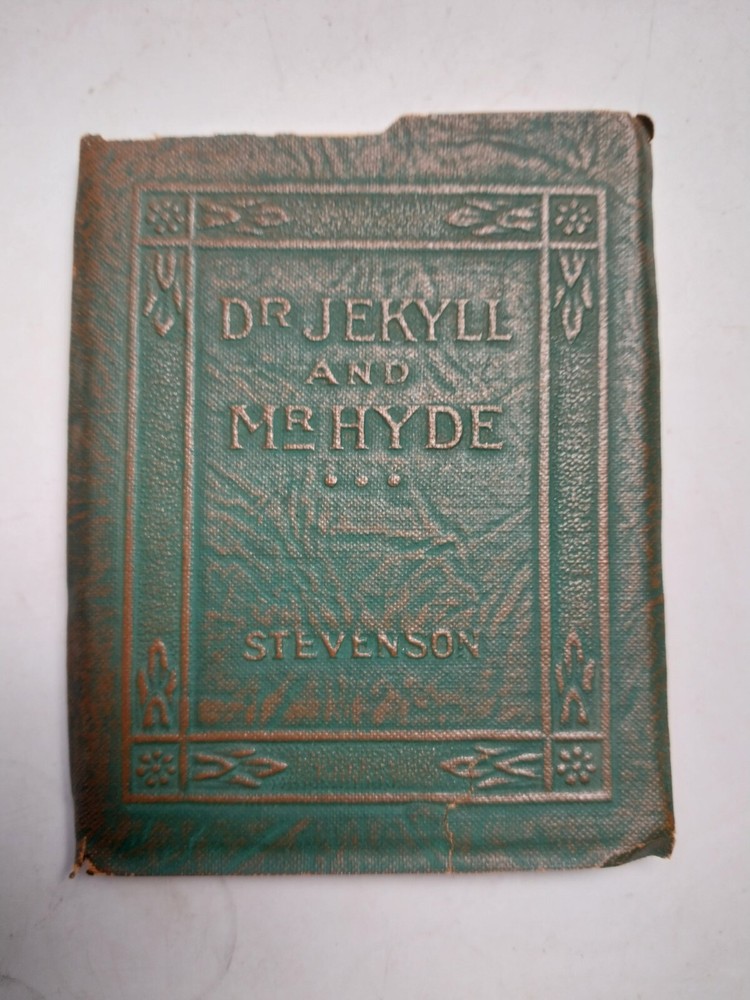 DR JEKYLL
AND
MR HYDE
...
STEVENSON